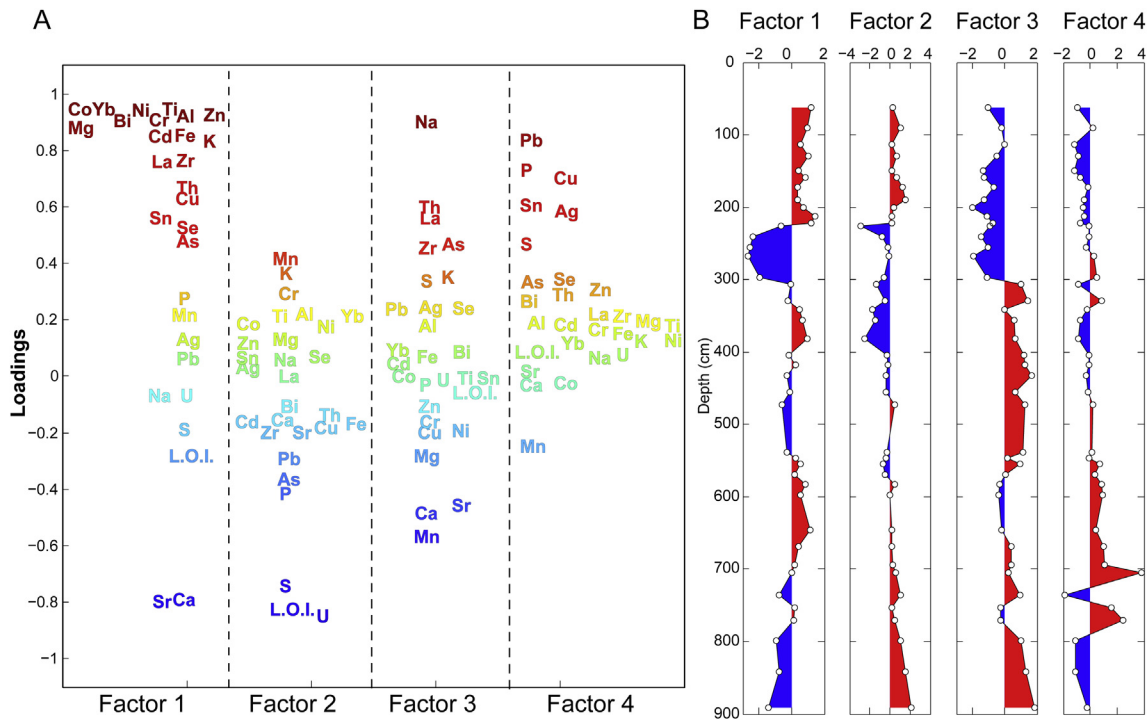 A
B
Factor 1 Factor 2 Factor 3 Factor 4
−2 0 2 −4 −2 0 2 4 −2 0 2 −2 0 2 4
Loadings
1
0.8
0.6
0.4
0.2
0
−0.2
−0.4
−0.6
−0.8
−1
Co Yb Ni Ti Al Zn
Mg Bi Cr
Cd Fe K
La Zr
Th
Cu
Sn Se
As
P
Mn
Ag
Pb
Na U
S
L.O.I.
Sr Ca
Mn
K
Cr
Co Ti Al Ni Yb
Zn Mg
Sn Na Se
Ag La
Bi
Cd Ca Th
Zr Sr Cu Fe
Pb
As
P
S
L.O.I. U
Na
Th
La
Zr As
S K
Pb Ag Se
Al
Yb Fe Bi
Cd
Co P U Ti Sn
L.O.I.
Zn
Cr
Cu Ni
Mg
Ca Sr
Mn
Pb
P Cu
Sn Ag
S
As Se Rn
Bi Th
Al Cd La Zr Mg Ti
Cr Fe
Yb K Ni
L.O.I. Na U
Sr
Ca Co
Mn
Factor 1 Factor 2 Factor 3 Factor 4
Depth (cm)
0
100
200
300
400
500
600
700
800
900